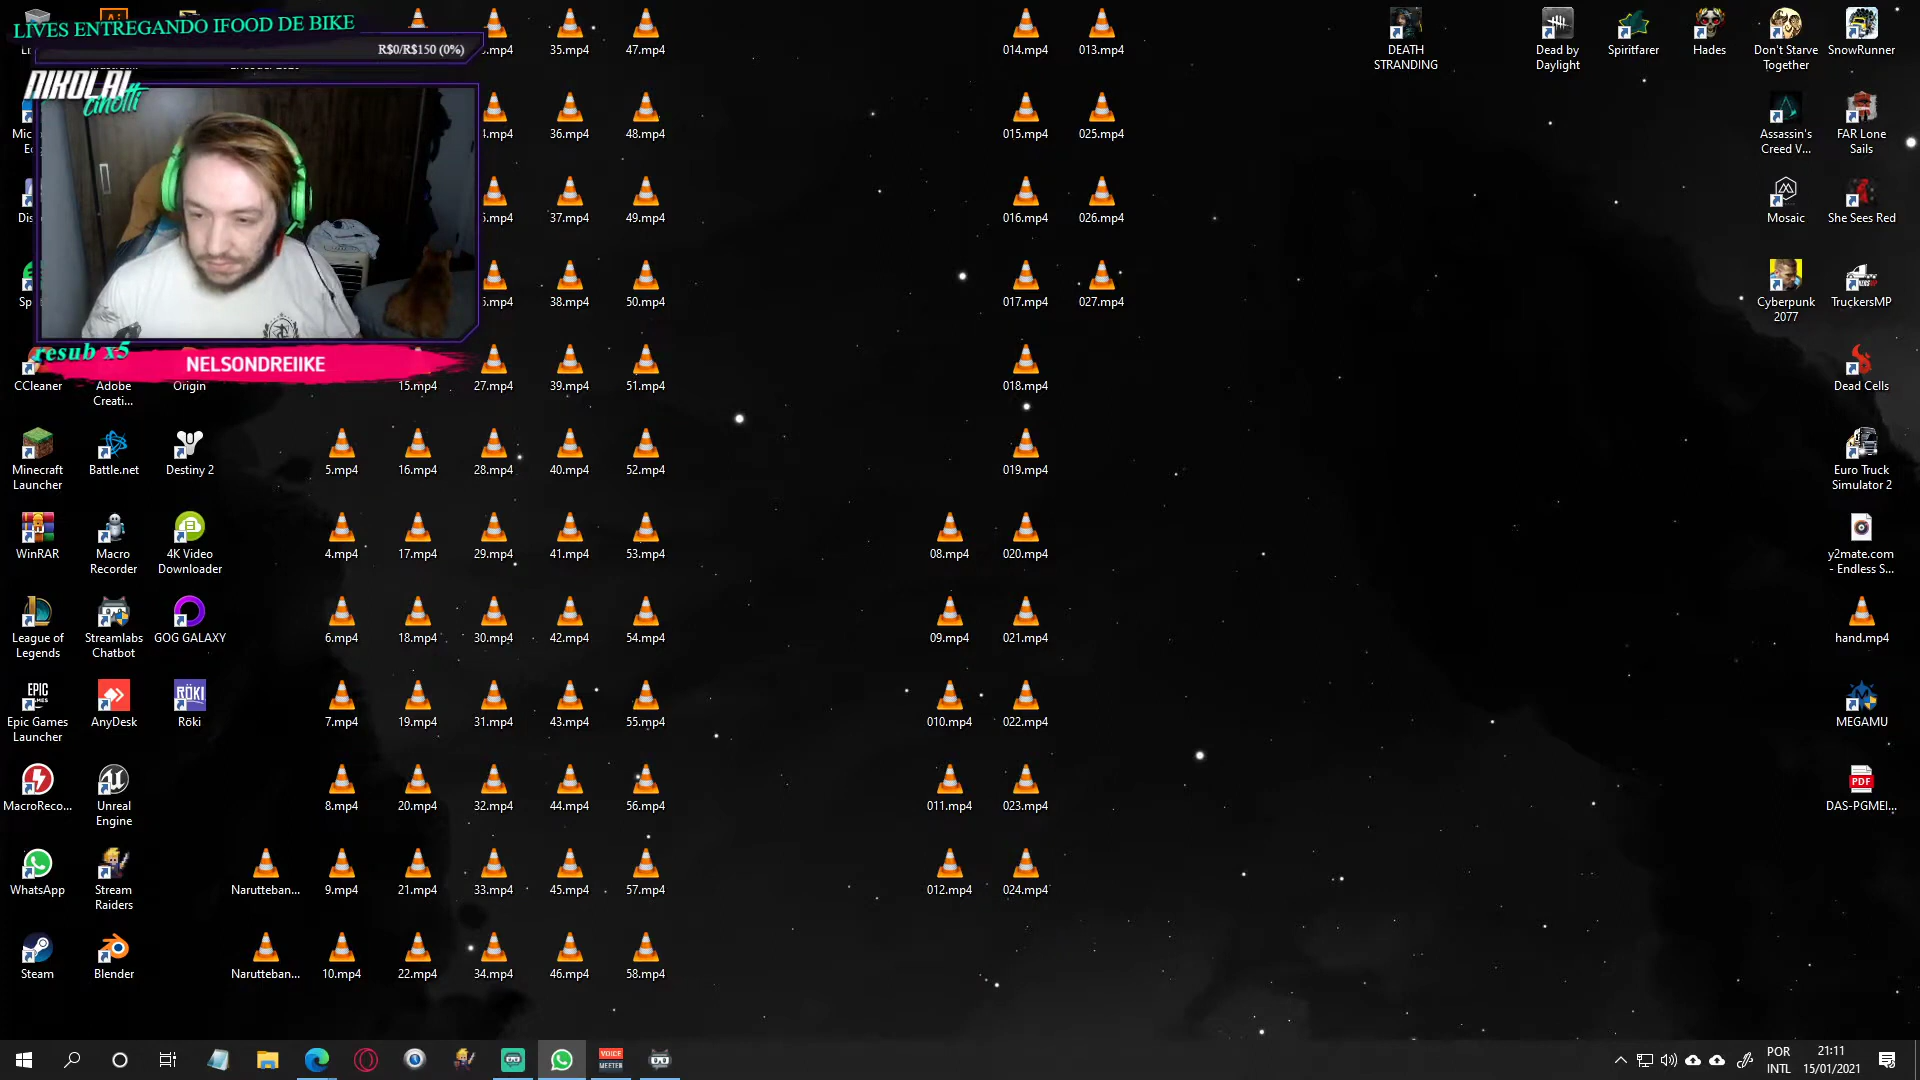 LIVES ENTREGANDO IFOOD DE BIKE
R$0/R$150 (0%)
NIKOLAI
cinotti
resub x5
NELSONDREIIKE
35.mp4
47.mp4
014.mp4
013.mp4
DEATH
STRANDING
Dead by
Daylight
Spiritfarer
Hades
Don't Starve
Together
SnowRunner
36.mp4
48.mp4
015.mp4
025.mp4
Assassin's
Creed V...
FAR Lone
Sails
37.mp4
49.mp4
016.mp4
026.mp4
Mosaic
She Sees Red
38.mp4
50.mp4
017.mp4
027.mp4
Cyberpunk
2077
TruckersMP
CCleaner
Adobe
Creati...
Origin
15.mp4
27.mp4
39.mp4
51.mp4
018.mp4
Dead Cells
Minecraft
Launcher
Battle.net
Destiny 2
5.mp4
16.mp4
28.mp4
40.mp4
52.mp4
019.mp4
Euro Truck
Simulator 2
WinRAR
Macro
Recorder
4K Video
Downloader
4.mp4
17.mp4
29.mp4
41.mp4
53.mp4
08.mp4
020.mp4
y2mate.com
- Endless S...
League of
Legends
Streamlabs
Chatbot
GOG GALAXY
6.mp4
18.mp4
30.mp4
42.mp4
54.mp4
09.mp4
021.mp4
hand.mp4
EPIC
GAMES
Epic Games
Launcher
AnyDesk
RÖKI
Röki
7.mp4
19.mp4
31.mp4
43.mp4
55.mp4
010.mp4
022.mp4
MEGAMU
MacroReco...
Unreal
Engine
8.mp4
20.mp4
32.mp4
44.mp4
56.mp4
011.mp4
023.mp4
PDF
DAS-PGMEI...
WhatsApp
Stream
Raiders
Narutteban...
9.mp4
21.mp4
33.mp4
45.mp4
57.mp4
012.mp4
024.mp4
Steam
Blender
Narutteban...
10.mp4
22.mp4
34.mp4
46.mp4
58.mp4
VOICE
MEETER
POR
INTL
21:11
15/01/2021